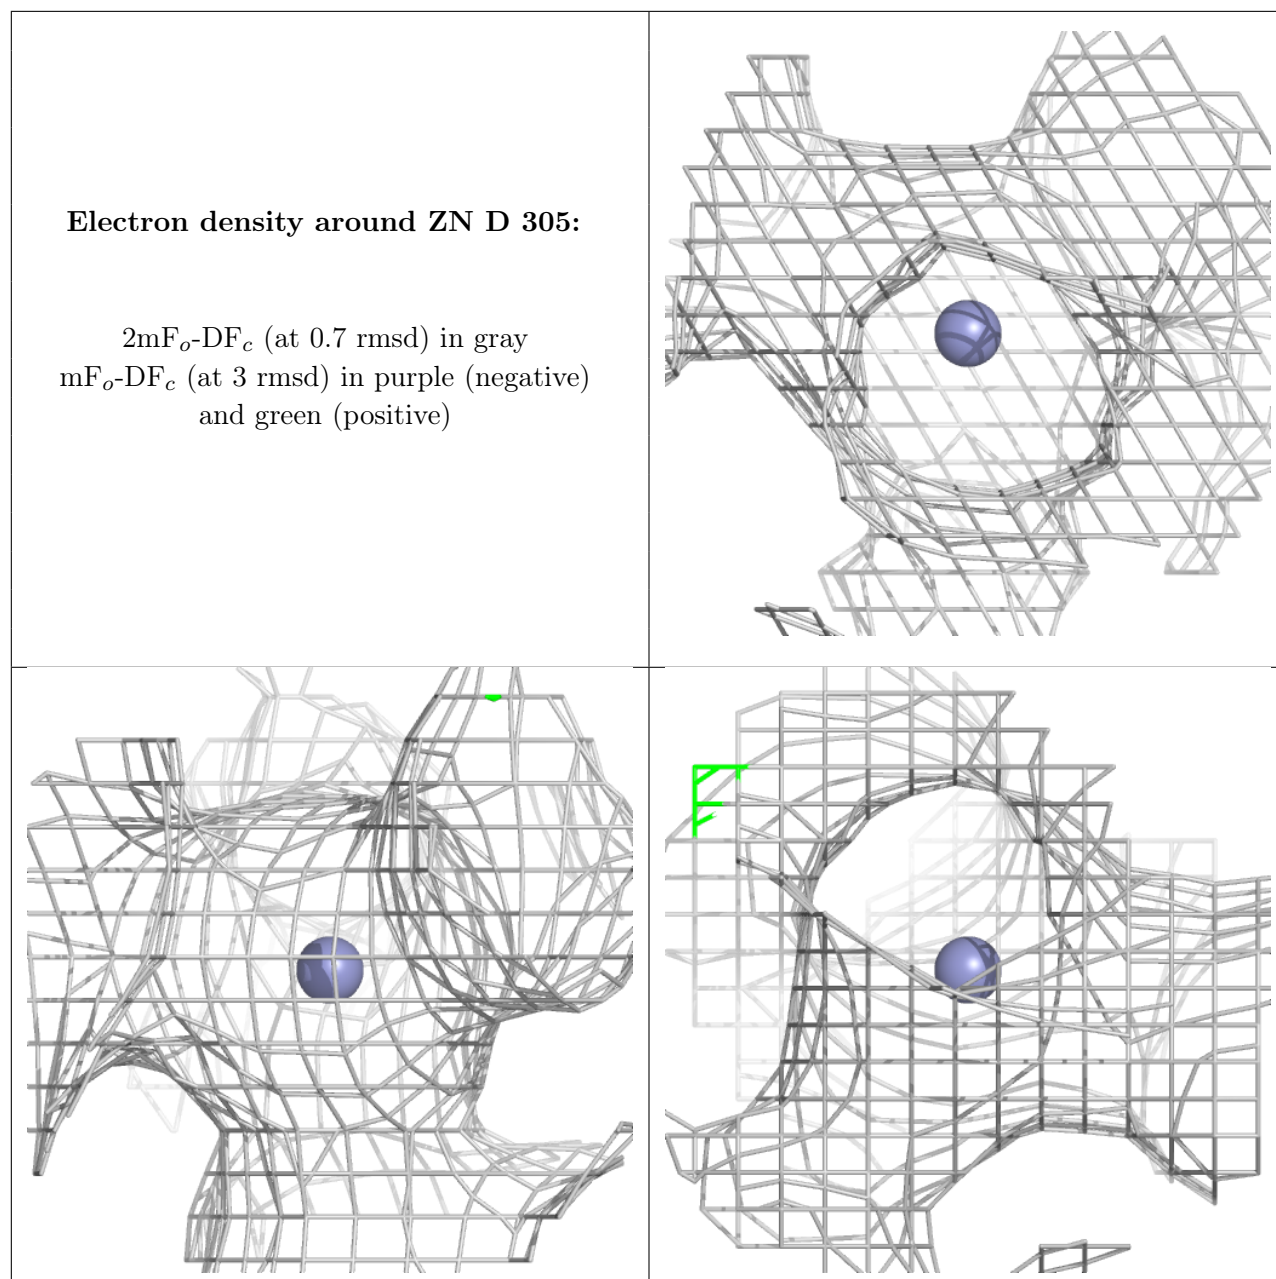 Electron density around ZN D 305:
2mFo-DFc (at 0.7 rmsd) in gray
mFo-DFc (at 3 rmsd) in purple (negative)
and green (positive)